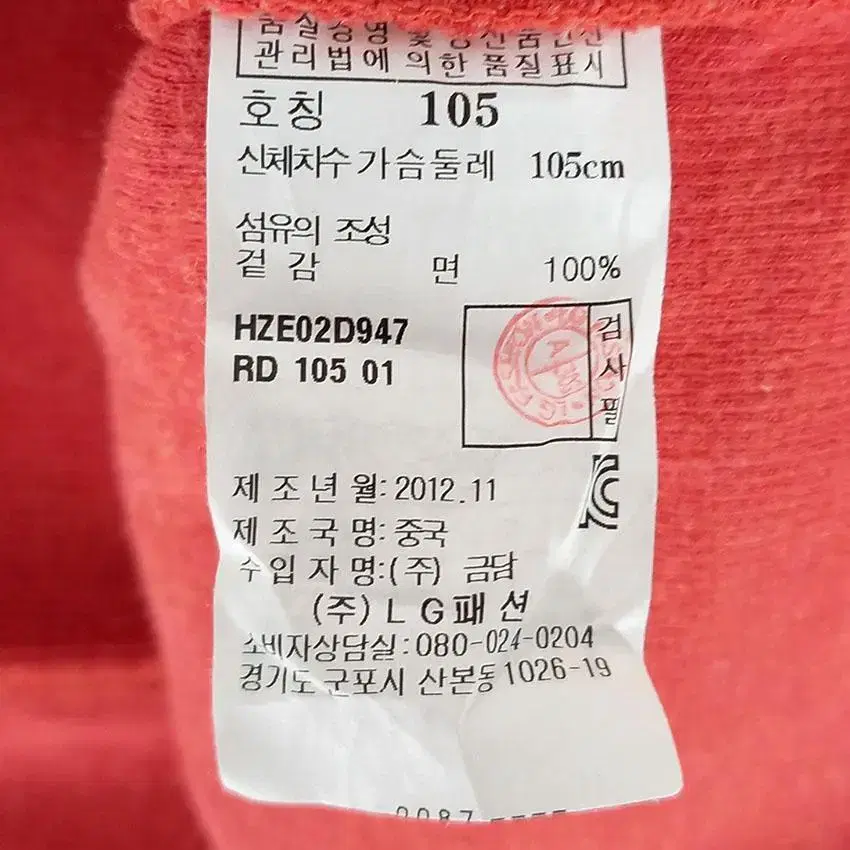 관리법에 의한 품질표시
호칭 105
신체치수 가슴둘레 105cm
섬유의 조성
겉감 면 100%
HZE02D947
RD 105 01
검사필
제조년월: 2012.11
제조국명: 중국
수입자명: (주) 금담
(주) LG패션
소비자상담실: 080-024-0204
경기도 군포시 산본동 1026-19